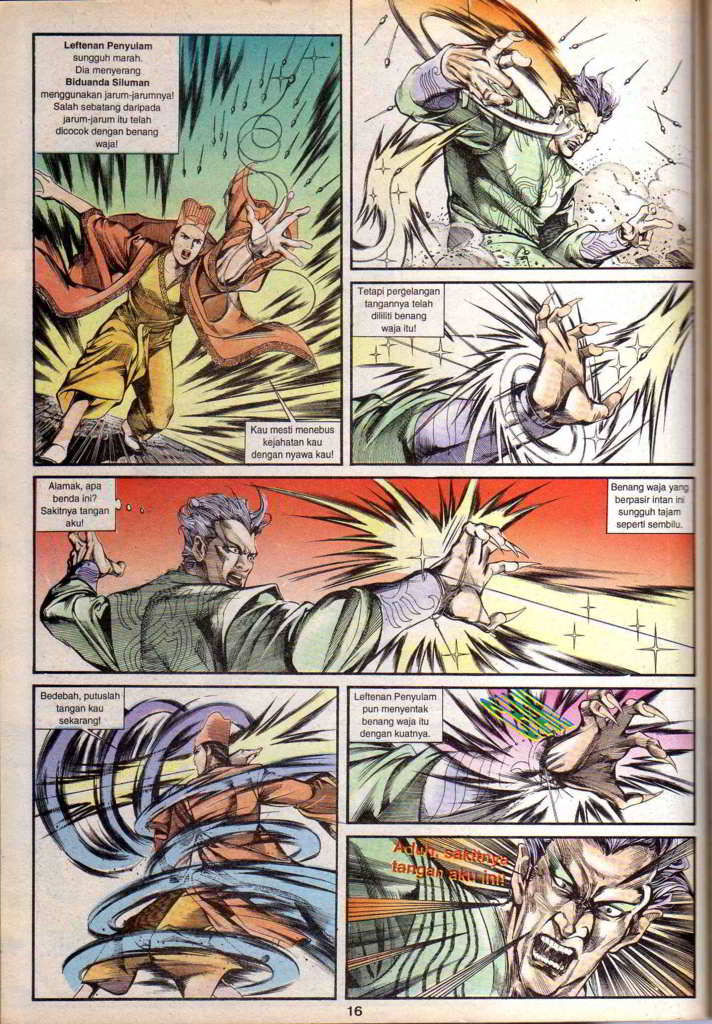 Leftenan Penyulam
sungguh marah.
Dia menyerang
Biduanda Siluman
menggunakan jarum-jarumnya!
Salah sebatang daripada
jarum-jarum itu telah
dicocok dengan benang
waja!
Kau mesti menebus
kejahatan kau
dengan nyawa kau!
Tetapi pergelangan
tangannya telah
dililiti benang
waja itu!
Alamak, apa
benda ini?
Sakitnya tangan
aku!
Benang waja yang
berpasir intan ini
sungguh tajam
seperti sembilu.
Bedebah, putuslah
tangan kau
sekarang!
Leftenan Penyulam
pun menyentak
benang waja itu
dengan kuatnya.
Aduh, sakitnya
tangan aku ini!
16